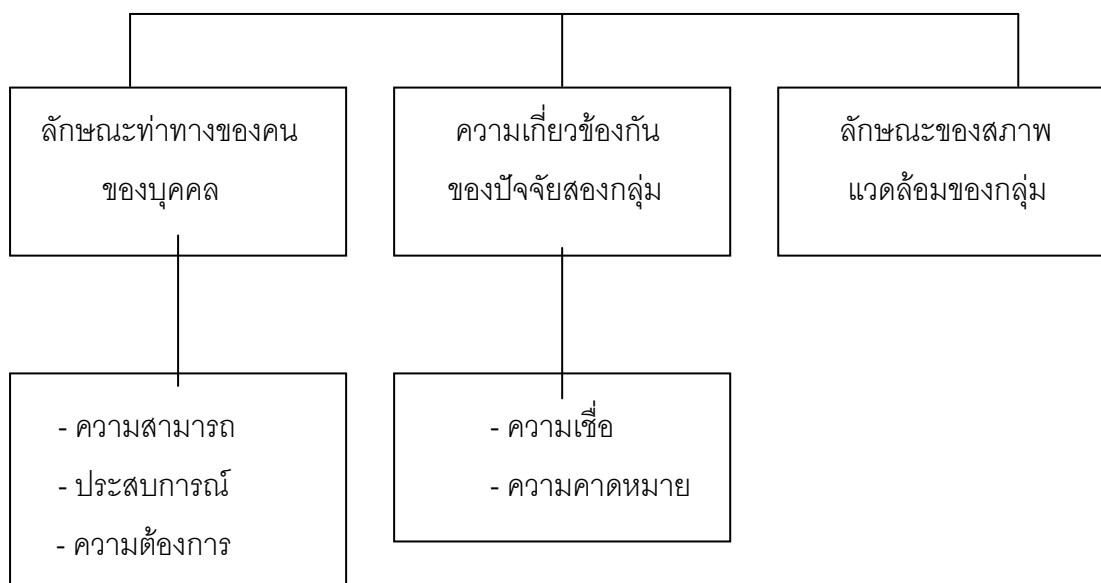 ลักษณะท่าทางของคน
ของบุคคล
ความเกี่ยวข้องกัน
ของปัจจัยสองกลุ่ม
ลักษณะของสภาพ
แวดล้อมของกลุ่ม
- ความสามารถ
- ประสบการณ์
- ความต้องการ
- ความเชื่อ
- ความคาดหมาย